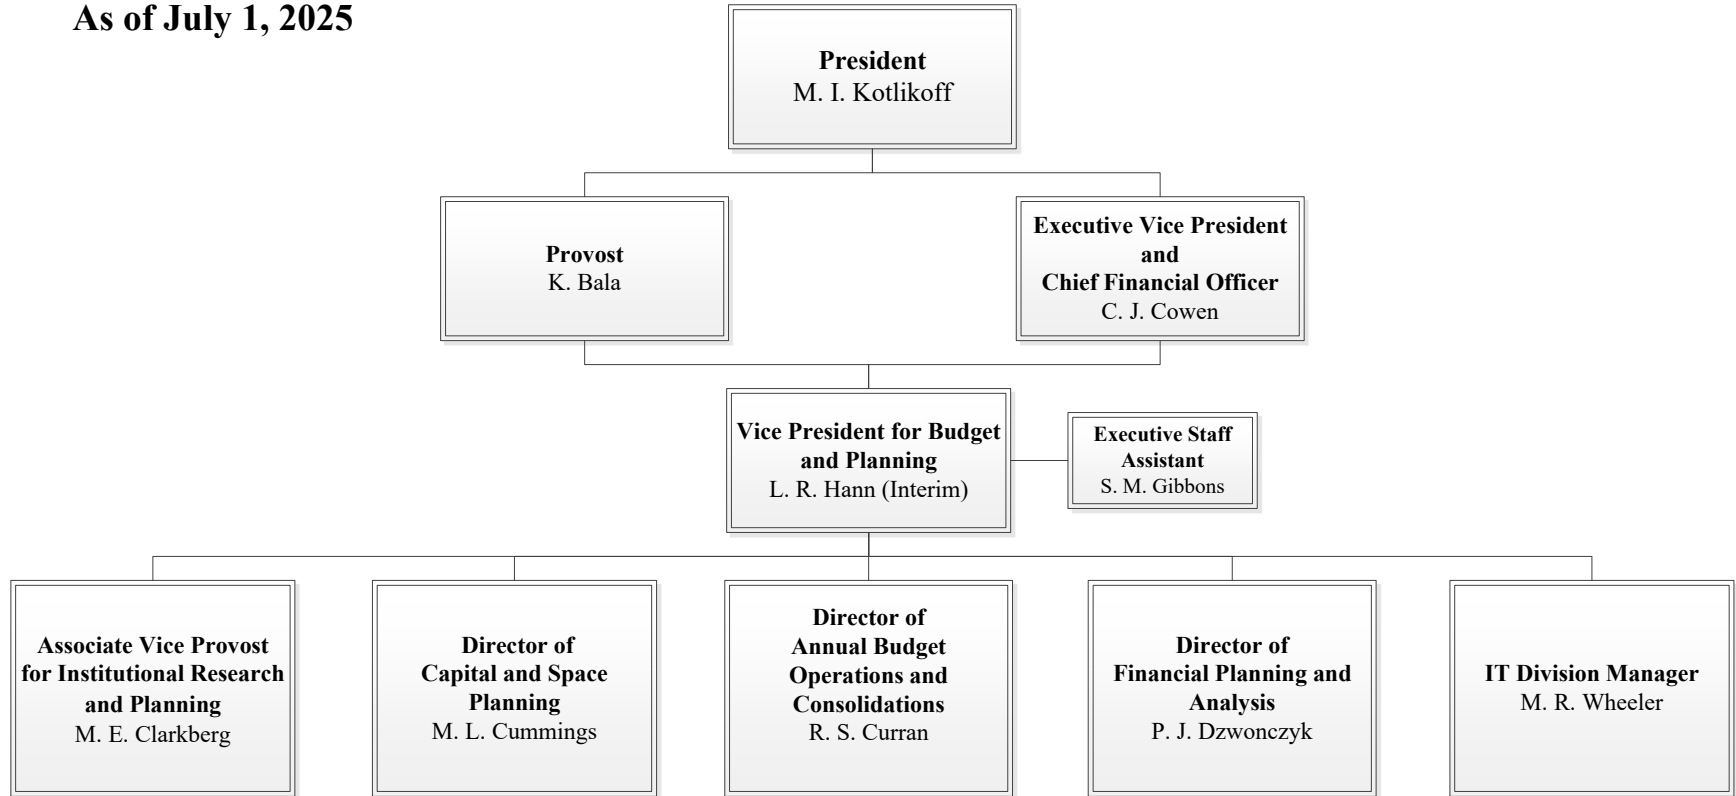 As of July 1, 2025
President
M. I. Kotlikoff
Provost
K. Bala
Executive Vice President
and
Chief Financial Officer
C. J. Cowen
Vice President for Budget
and Planning
L. R. Hann (Interim)
Executive Staff
Assistant
S. M. Gibbons
Associate Vice Provost
for Institutional Research
and Planning
M. E. Clarkberg
Director of
Capital and Space
Planning
M. L. Cummings
Director of
Annual Budget
Operations and
Consolidations
R. S. Curran
Director of
Financial Planning and
Analysis
P. J. Dzwonczyk
IT Division Manager
M. R. Wheeler